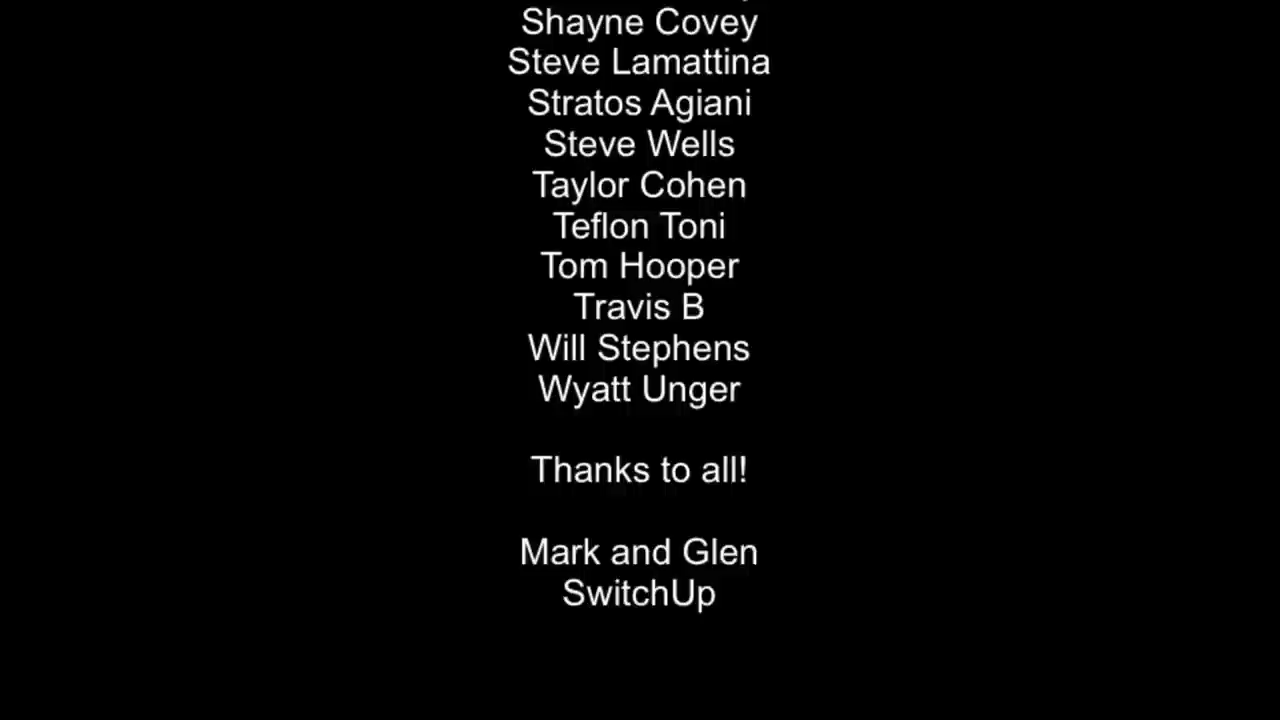 Shayne Covey
Steve Lamattina
Stratos Agiani
Steve Wells
Taylor Cohen
Teflon Toni
Tom Hooper
Travis B
Will Stephens
Wyatt Unger
Thanks to all!
Mark and Glen
SwitchUp